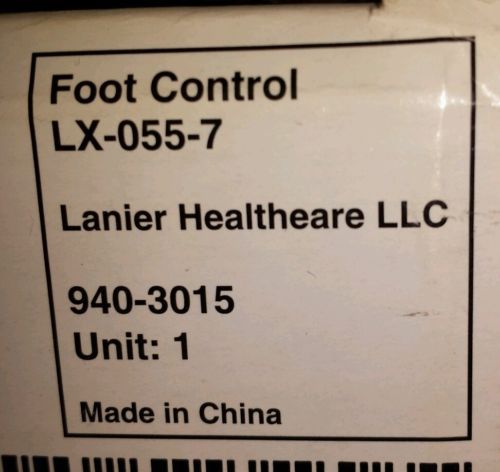 Foot Control
LX-055-7
Lanier Healtheare LLC
940-3015
Unit: 1
Made in China